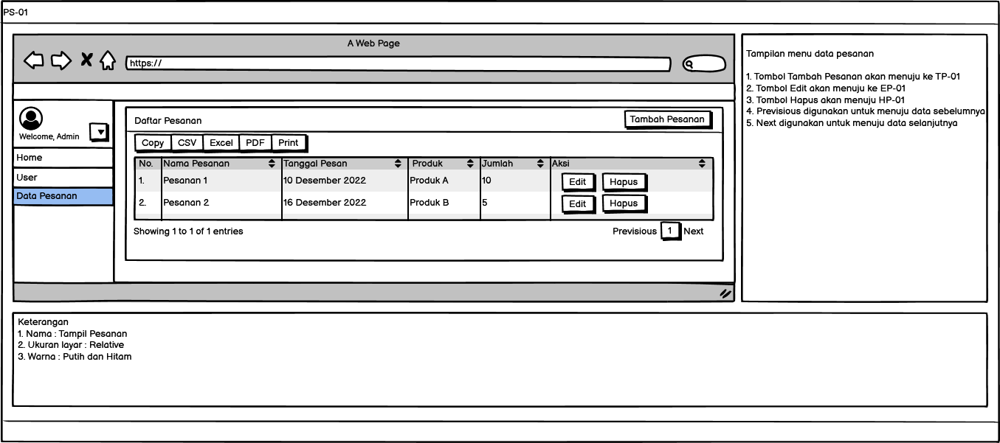 PS-01
A Web Page
https://
Welcome, Admin
Home
User
Data Pesanan
Daftar Pesanan
Tambah Pesanan
Copy CSV Excel PDF Print
No. Nama Pesanan Tanggal Pesan Produk Jumlah Aksi
1. Pesanan 1 10 Desember 2022 Produk A 10 Edit Hapus
2. Pesanan 2 16 Desember 2022 Produk B 5 Edit Hapus
Showing 1 to 1 of 1 entries
Previsious 1 Next
Tampilan menu data pesanan
1. Tombol Tambah Pesanan akan menuju ke TP-01
2. Tombol Edit akan menuju ke EP-01
3. Tombol Hapus akan menuju HP-01
4. Previsious digunakan untuk menuju data sebelumnya
5. Next digunakan untuk menuju data selanjutnya
Keterangan
1. Nama : Tampil Pesanan
2. Ukuran layar : Relative
3. Warna : Putih dan Hitam